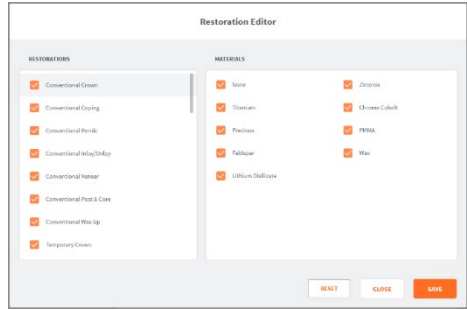 Restoration Editor
RESTORATIONS
Conventional Crown
Conventional Coping
Conventional Pontic
Conventional Inlay/Onlay
Conventional Veneer
Conventional Post & Core
Conventional Wax Up
Temporary Crown
MATERIALS
None
Zirconia
Titanium
Chrome Cobalt
Precious
PMMA
Feldspar
Wax
Lithium Disilicate
RESET
CLOSE
SAVE